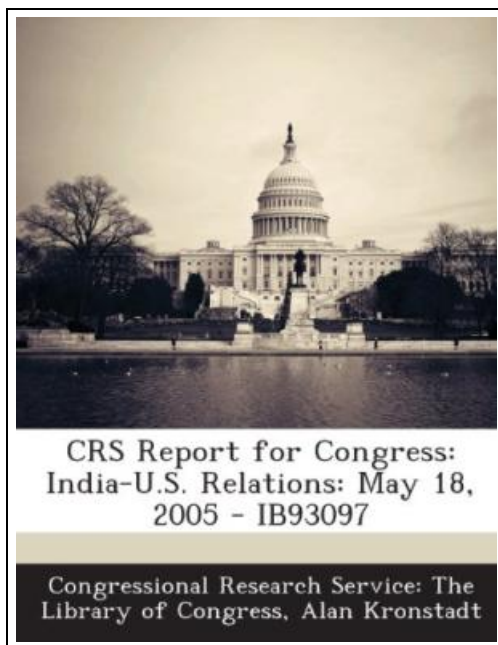 CRS Report for Congress:
India-U.S. Relations: May 18,
2005 - IB93097
Congressional Research Service: The
Library of Congress, Alan Kronstadt